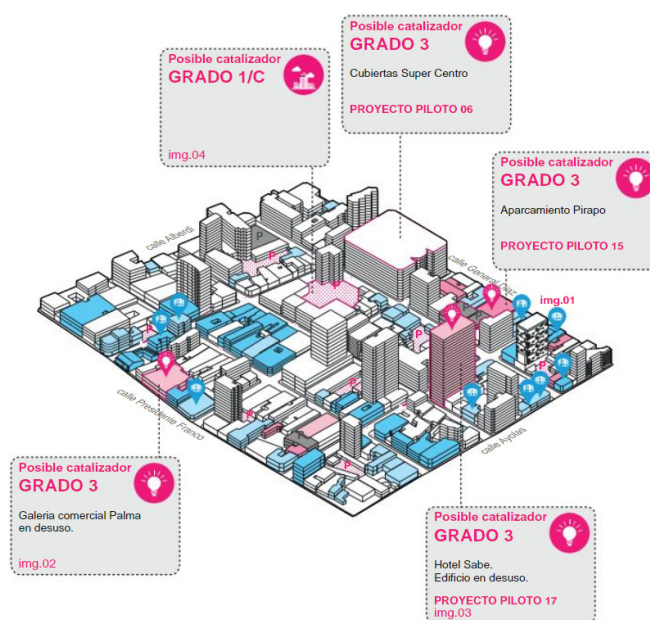 Posible catalizador
GRADO 3
Cubiertas Super Centro
PROYECTO PILOTO 06
Posible catalizador
GRADO 1/C
img.04
Posible catalizador
GRADO 3
Aparcamiento Pirapo
PROYECTO PILOTO 15
calle Alberdi
calle General Diaz
img.01
P
P
P
P
P
P
P
P
P
calle Presidente Franco
calle Ayolas
Posible catalizador
GRADO 3
Galeria comercial Palma
en desuso.
img.02
Posible catalizador
GRADO 3
Hotel Sabe.
Edificio en desuso.
PROYECTO PILOTO 17
img.03